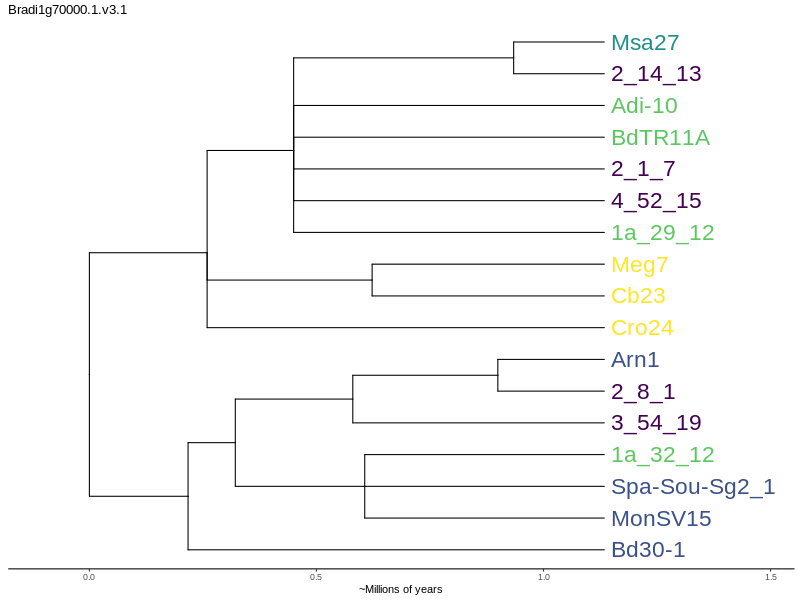 Bradi1g70000.1.v3.1
Msa27
2_14_13
Adi-10
BdTR11A
2_1_7
4_52_15
1a_29_12
Meg7
Cb23
Cro24
Arn1
2_8_1
3_54_19
1a_32_12
Spa-Sou-Sg2_1
MonSV15
Bd30-1
0.0 0.5 1.0 1.5
~Millions of years